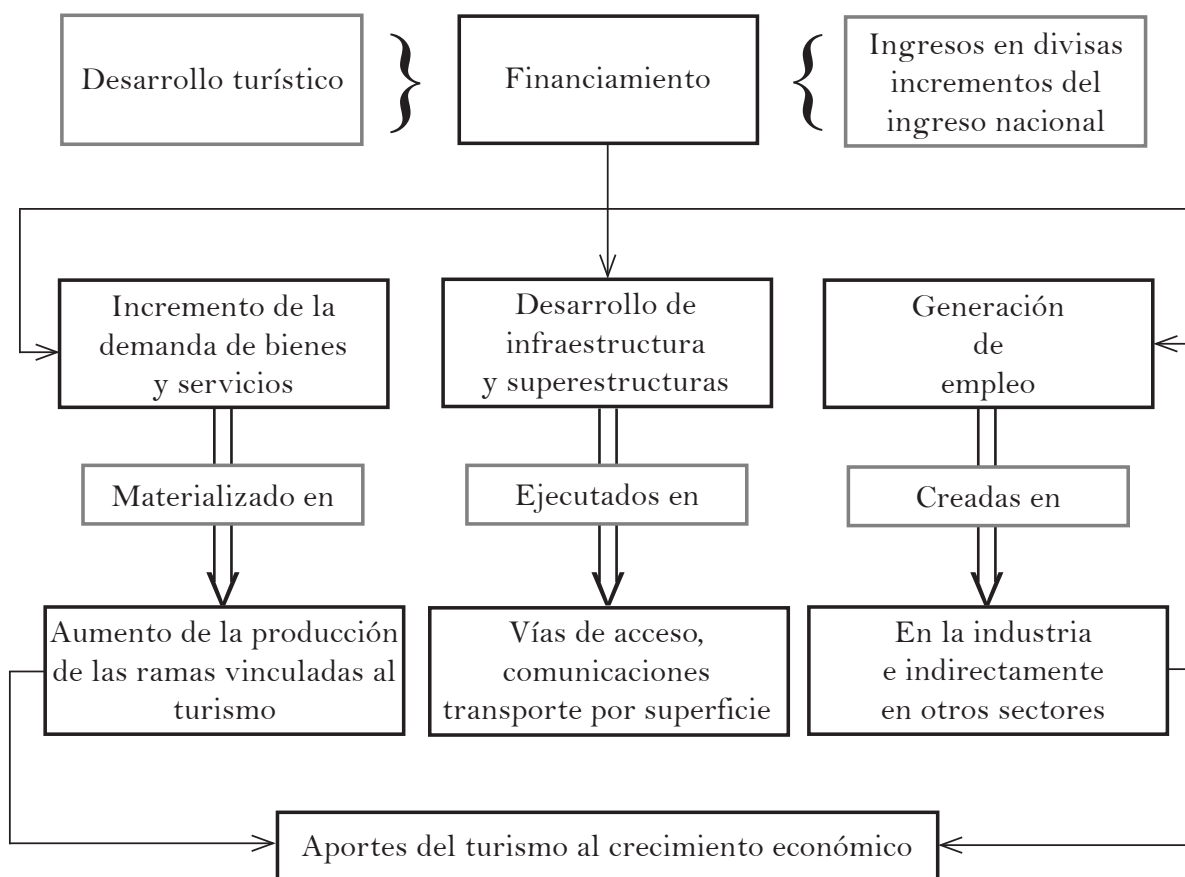 Desarrollo turístico
Financiamiento
Ingresos en divisas
incrementos del
ingreso nacional
Incremento de la
demanda de bienes
y servicios
Desarrollo de
infraestructura
y superestructuras
Generación
de
empleo
Materializado en
Ejecutados en
Creadas en
Aumento de la producción
de las ramas vinculadas al
turismo
Vías de acceso,
comunicaciones
transporte por superficie
En la industria
e indirectamente
en otros sectores
Aportes del turismo al crecimiento económico